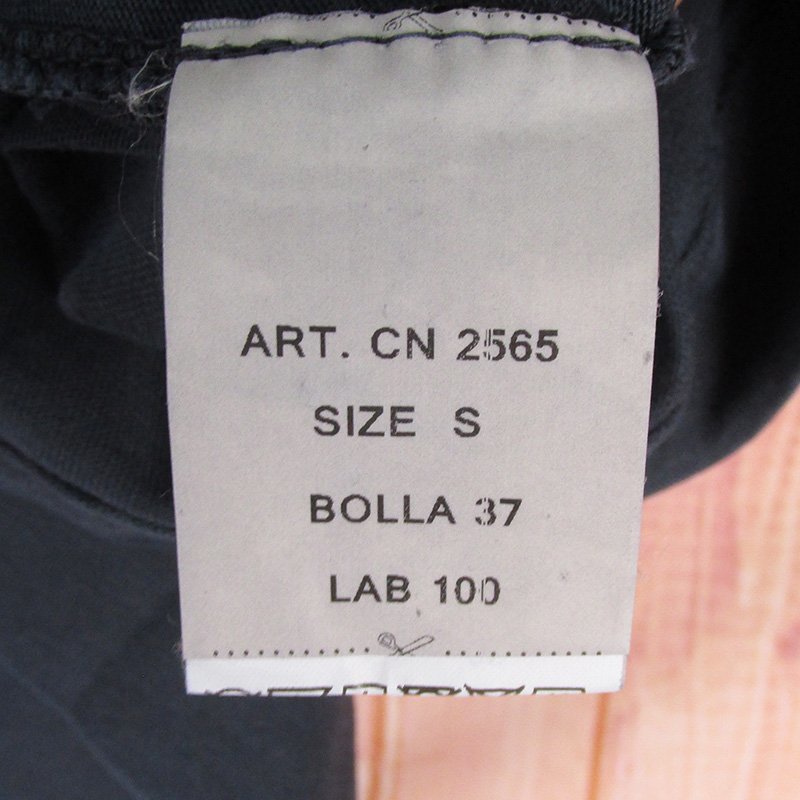 ART. CN 2565
SIZE S
BOLLA 37
LAB 100